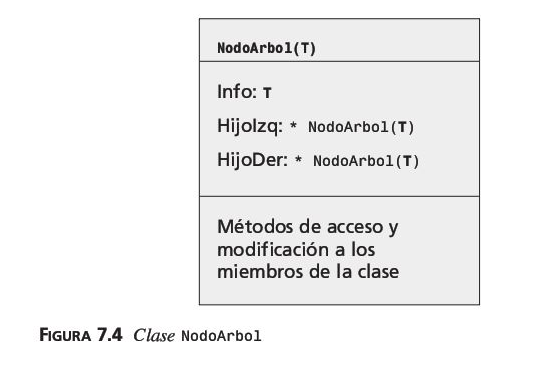 NodoArbol(T)
Info: T
HijoIzq: * NodoArbol(T)
HijoDer: * NodoArbol(T)
Métodos de acceso y
modificación a los
miembros de la clase
FIGURA 7.4 Clase NodoArbol